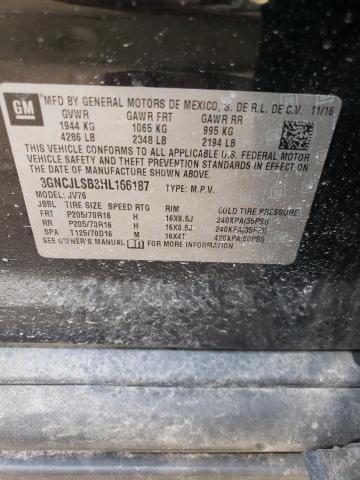 GM
MFD BY GENERAL MOTORS DE MEXICO, S. DE R.L. DE C.V. 11/16
GVWR GAWR FRT GAWR RR
1944 KG 1065 KG 995 KG
4286 LB 2348 LB 2194 LB
THIS VEHICLE CONFORMS TO ALL APPLICABLE U.S. FEDERAL
MOTOR VEHICLE SAFETY, BUMPER, AND THEFT PREVENTION
STANDARDS IN EFFECT ON THE DATE OF MANUFACTURE SHOWN ABOVE.
3GNCJLSB3HL166187 TYPE: M.P.V.
MODEL: JV76
JBBL TIRE SIZE SPEED RTG RIM COLD TIRE PRESSURE
FRT P205/70R16 H 16X6.5J 240KPA(35PSI)
RR P205/70R16 H 16X6.5J 240KPA(35PSI)
SPA T125/70D16 M 16X4T 420KPA(60PSI)
SEE OWNER'S MANUAL FOR ADDITIONAL INFORMATION.